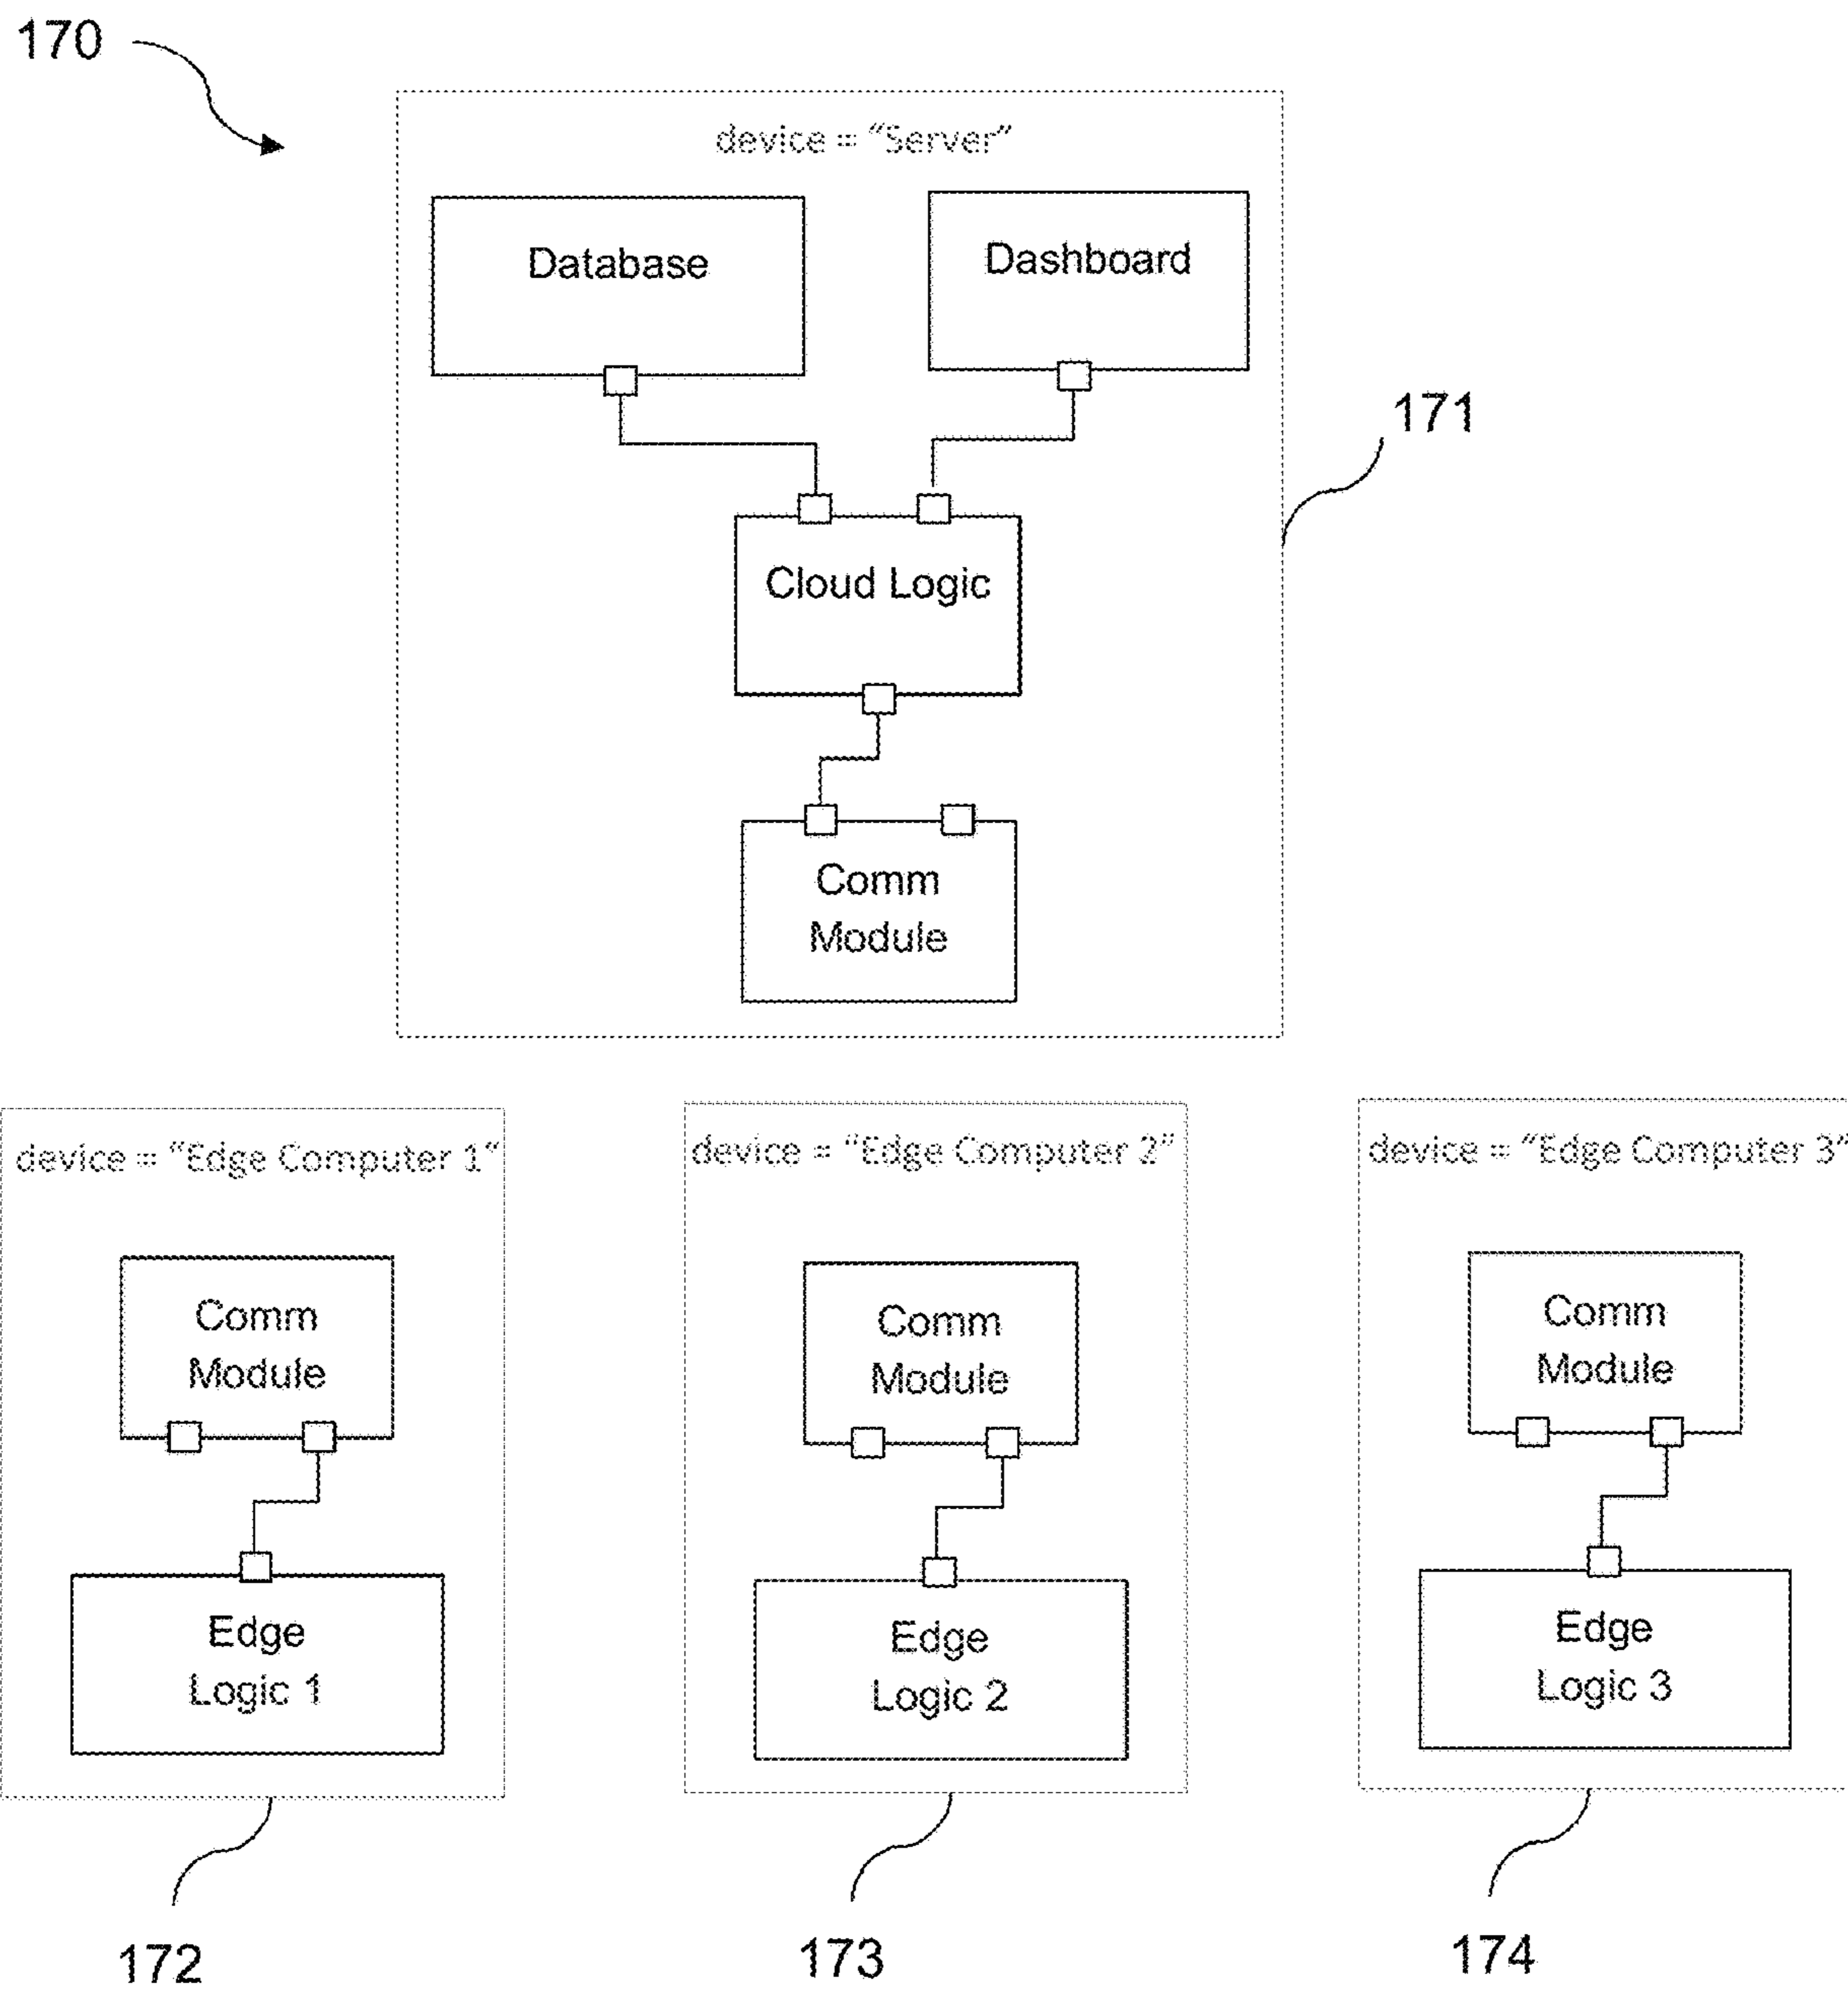 170
device = “Server”
Database
Dashboard
171
Cloud Logic
Comm
Module
device = “Edge Computer 1“
device = “Edge Computer 2”
device = “Edge Computer 3”
Comm
Module
Comm
Module
Comm
Module
Edge
Logic 1
Edge
Logic 2
Edge
Logic 3
172
173
174